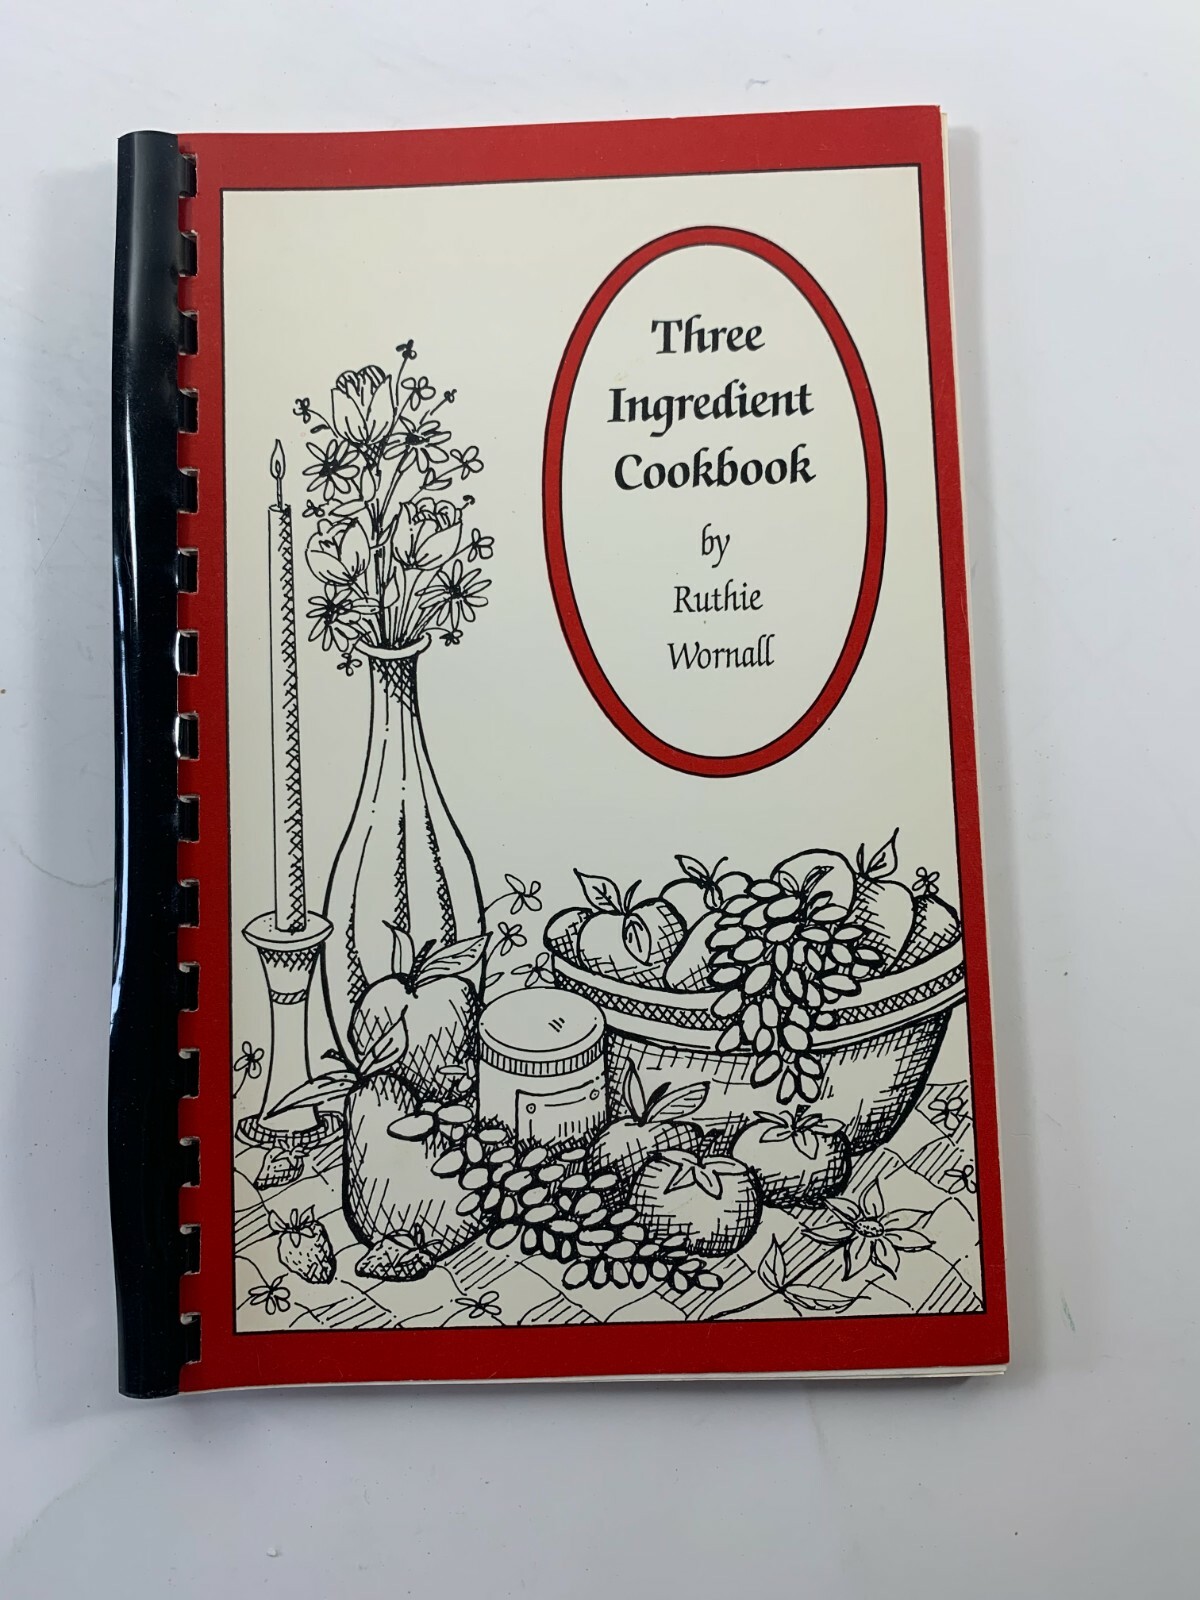 Three
Ingredient
Cookbook
by
Ruthie
Wornall